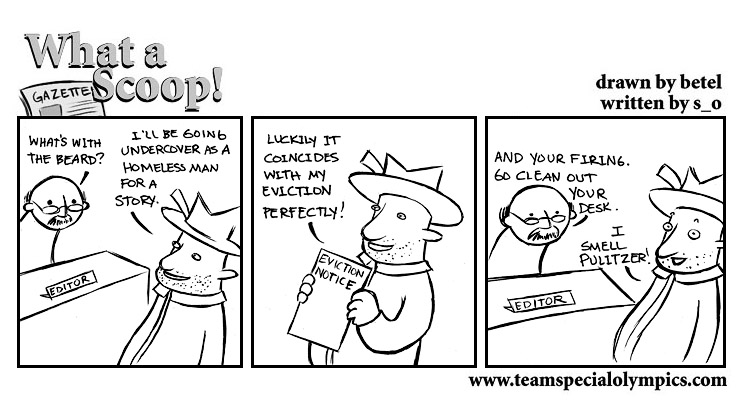 What a
Scoop!
GAZETTE
drawn by betel
written by s_o
WHAT'S WITH
THE BEARD?
I'LL BE GOING
UNDERCOVER AS A
HOMELESS MAN
FOR A
STORY.
EDITOR
LUCKILY IT
COINCIDES
WITH MY
EVICTION
PERFECTLY!
EVICTION
NOTICE
AND YOUR FIRING.
GO CLEAN OUT
YOUR
DESK.
I
SMELL
PULITZER!
EDITOR
www.teamspecialolympics.com